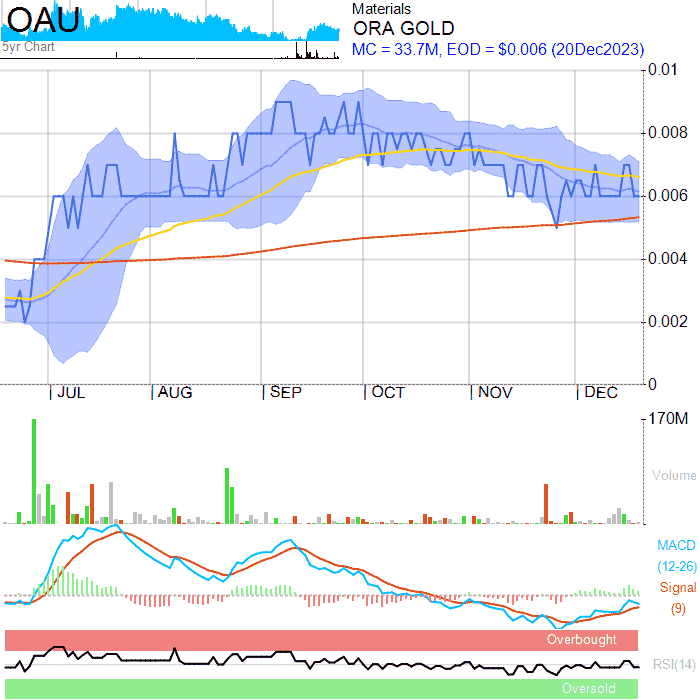 OAU
5yr Chart
Materials
ORA GOLD
MC = 33.7M, EOD = $0.006 (20Dec2023)
0.01
0.008
0.006
0.004
0.002
0
JUL AUG SEP OCT NOV DEC
170M
Volume
MACD
(12-26)
Signal
(9)
Overbought
RSI(14)
Oversold